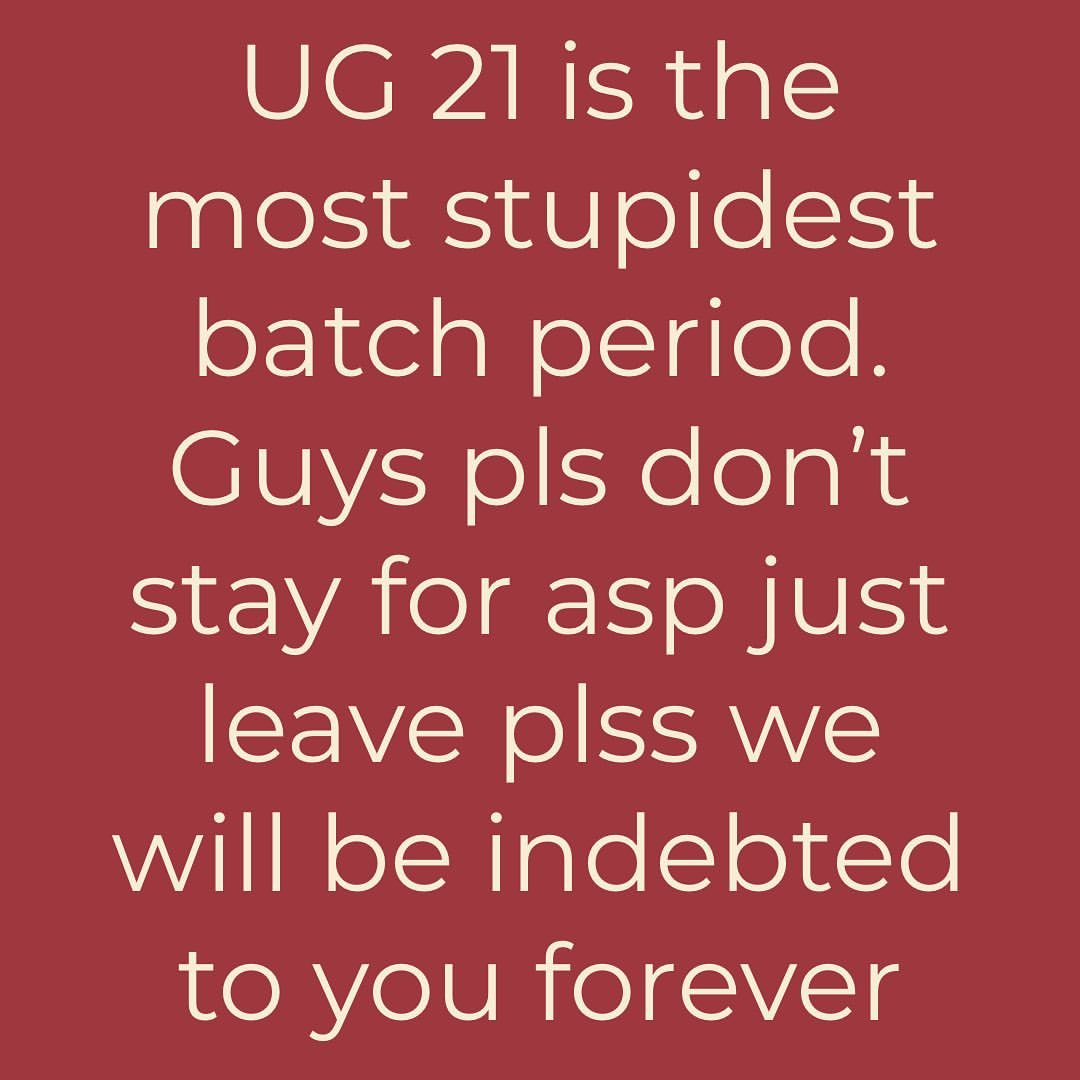 UG 21 is the
most stupidest
batch period.
Guys pls don’t
stay for asp just
leave plss we
will be indebted
to you forever